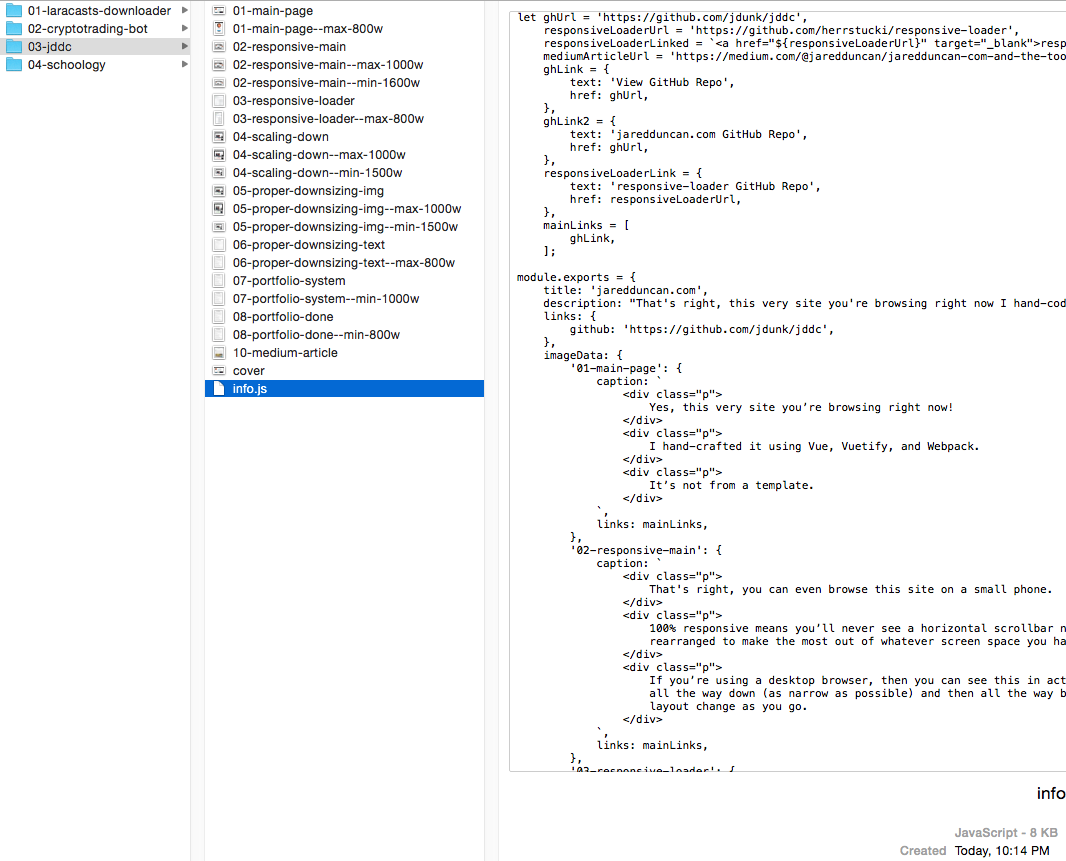 01-laracasts-downloader
02-cryptotrading-bot
03-jddc
04-schoology
01-main-page
01-main-page--max-800w
02-responsive-main
02-responsive-main--max-1000w
02-responsive-main--min-1600w
03-responsive-loader
03-responsive-loader--max-800w
04-scaling-down
04-scaling-down--max-1000w
04-scaling-down--min-1500w
05-proper-downsizing-img
05-proper-downsizing-img--max-1000w
05-proper-downsizing-img--min-1500w
06-proper-downsizing-text
06-proper-downsizing-text--max-800w
07-portfolio-system
07-portfolio-system--min-1000w
08-portfolio-done
08-portfolio-done--min-800w
10-medium-article
cover
info.js
let ghUrl = 'https://github.com/jdunk/jddc',
    responsiveLoaderUrl = 'https://github.com/herrstucki/responsive-loader',
    responsiveLoaderLinked = `<a href="${responsiveLoaderUrl}" target="_blank">resp
    mediumArticleUrl = 'https://medium.com/@jaredduncan/jaredduncan-com-and-the-too
    ghLink = {
        text: 'View GitHub Repo',
        href: ghUrl,
    },
    ghLink2 = {
        text: 'jaredduncan.com GitHub Repo',
        href: ghUrl,
    },
    responsiveLoaderLink = {
        text: 'responsive-loader GitHub Repo',
        href: responsiveLoaderUrl,
    },
    mainLinks = [
        ghLink,
    ];
module.exports = {
    title: 'jaredduncan.com',
    description: "That's right, this very site you're browsing right now I hand-cod
    links: {
        github: 'https://github.com/jdunk/jddc',
    },
    imageData: {
        '01-main-page': {
            caption: `
                <div class="p">
                    Yes, this very site you’re browsing right now!
                </div>
                <div class="p">
                    I hand-crafted it using Vue, Vuetify, and Webpack.
                </div>
                <div class="p">
                    It’s not from a template.
                </div>
            `,
            links: mainLinks,
        },
        '02-responsive-main': {
            caption: `
                <div class="p">
                    That's right, you can even browse this site on a small phone.
                </div>
                <div class="p">
                    100% responsive means you’ll never see a horizontal scrollbar n
                    rearranged to make the most out of whatever screen space you ha
                </div>
                <div class="p">
                    If you’re using a desktop browser, then you can see this in act
                    all the way down (as narrow as possible) and then all the way b
                    layout change as you go.
                </div>
            `,
            links: mainLinks,
        },
        '03-responsive-loader': {
info
JavaScript - 8 KB
Created Today, 10:14 PM